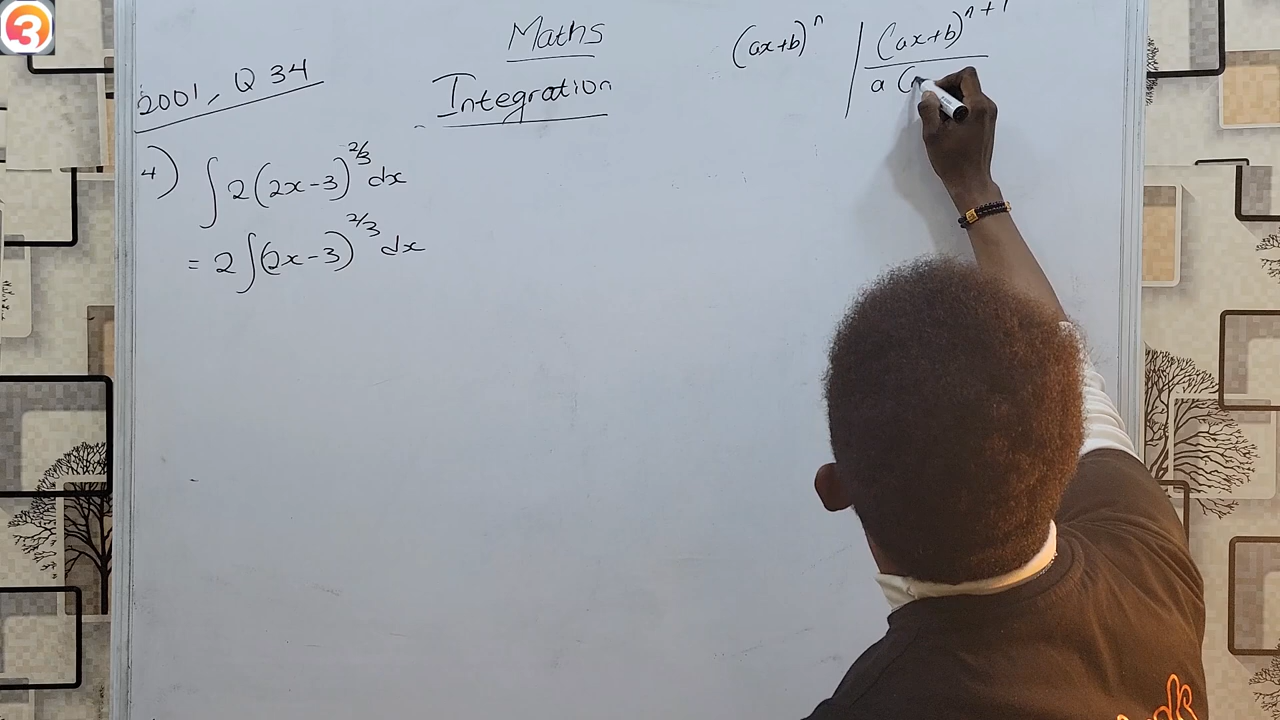 3
Maths
Integration
2001, Q 34
4) ∫ 2(2x-3)^{2/3} dx
= 2 ∫(2x-3)^{2/3} dx
(ax+b)^n | (ax+b)^{n+1}
a (